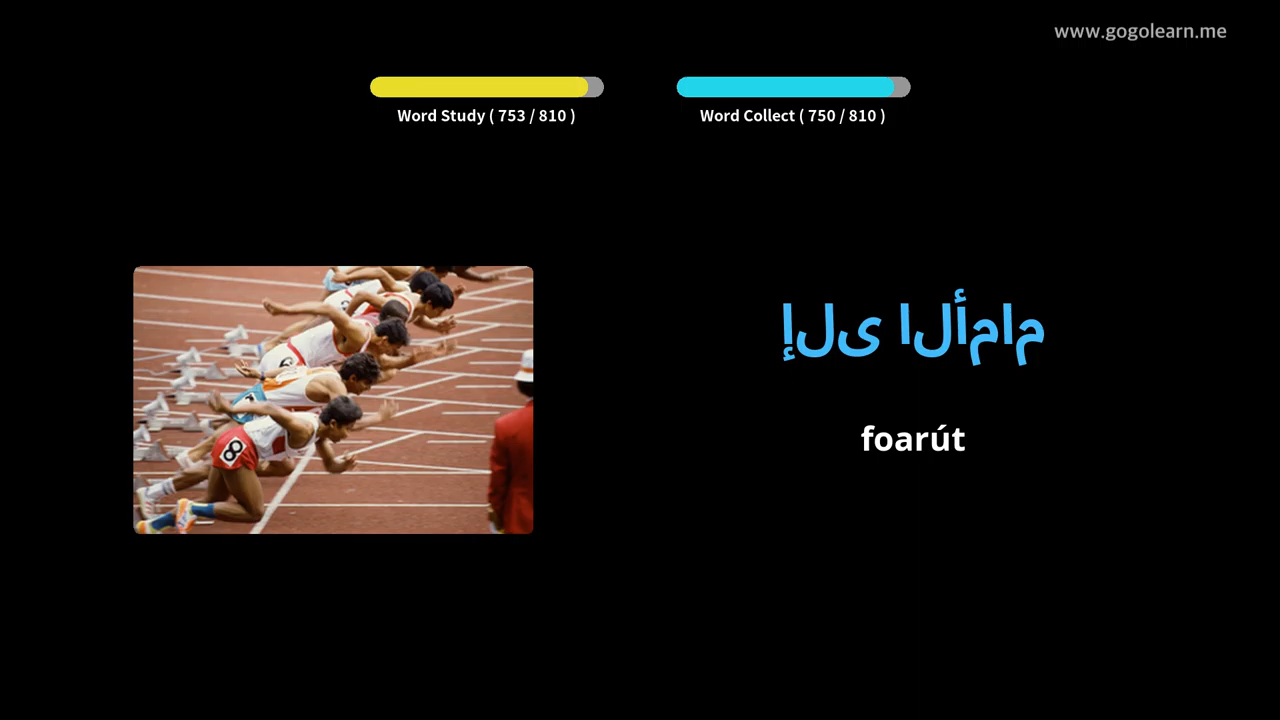 www.gogolearn.me
Word Study ( 753 / 810 )
Word Collect ( 750 / 810 )
إلى الأمام
foarút